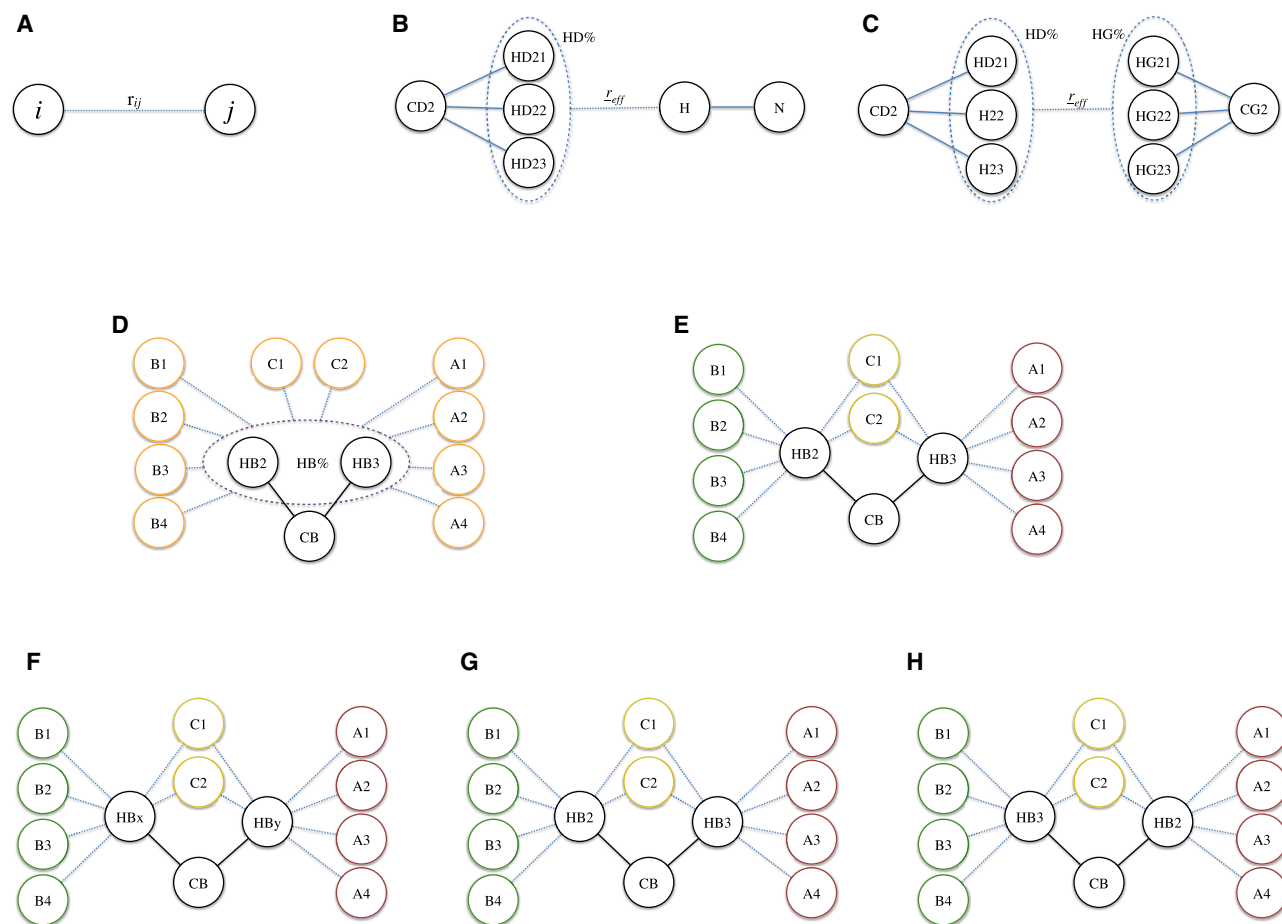 A
i
r_ij
j
B
HD%
HD21
CD2
HD22
HD23
r_eff
H
N
C
HD%
HG%
HD21
HG21
CD2
H22
r_eff
HG22
CG2
H23
HG23
D
B1
C1
C2
A1
B2
A2
HB2
HB%
HB3
B3
A3
B4
A4
CB
E
B1
C1
A1
B2
C2
A2
HB2
HB3
B3
A3
B4
CB
A4
F
B1
C1
A1
B2
C2
A2
HBx
HBy
B3
A3
B4
CB
A4
G
B1
C1
A1
B2
C2
A2
HB2
HB3
B3
A3
B4
CB
A4
H
B1
C1
A1
B2
C2
A2
HB3
HB2
B3
A3
B4
CB
A4